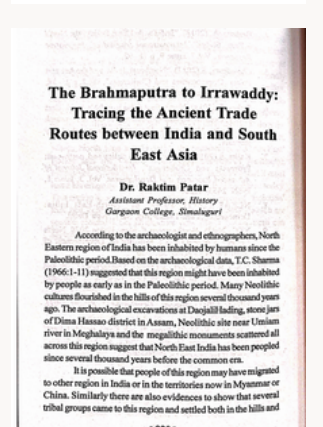 The Brahmaputra to Irrawaddy:
Tracing the Ancient Trade
Routes between India and South
East Asia
Dr. Raktim Patar
Assistant Professor, History
Gargaon College, Simaluguri
According to the archaeologist and ethnographers, North
Eastern region of India has been inhabited by humans since the
Paleolithic period.Based on the archaeological data, T.C. Sharma
(1966:1-11) suggested that this region might have been inhabited
by people as early as in the Paleolithic period. Many Neolithic
cultures flourished in the hills of this region several thousand years
ago. The archaeological excavations at Daojali Hading, stone jars
of Dima Hassao district in Assam, Neolithic site near Umiam
river in Meghalaya and the megalithic monuments scattered all
across this region suggest that North East India has been peopled
since several thousand years before the common era.
It is possible that people of this region may have migrated
to other region in India or in the territories now in Myanmar or
China. Similarly there are also evidences to show that several
tribal groups came to this region and settled both in the hills and